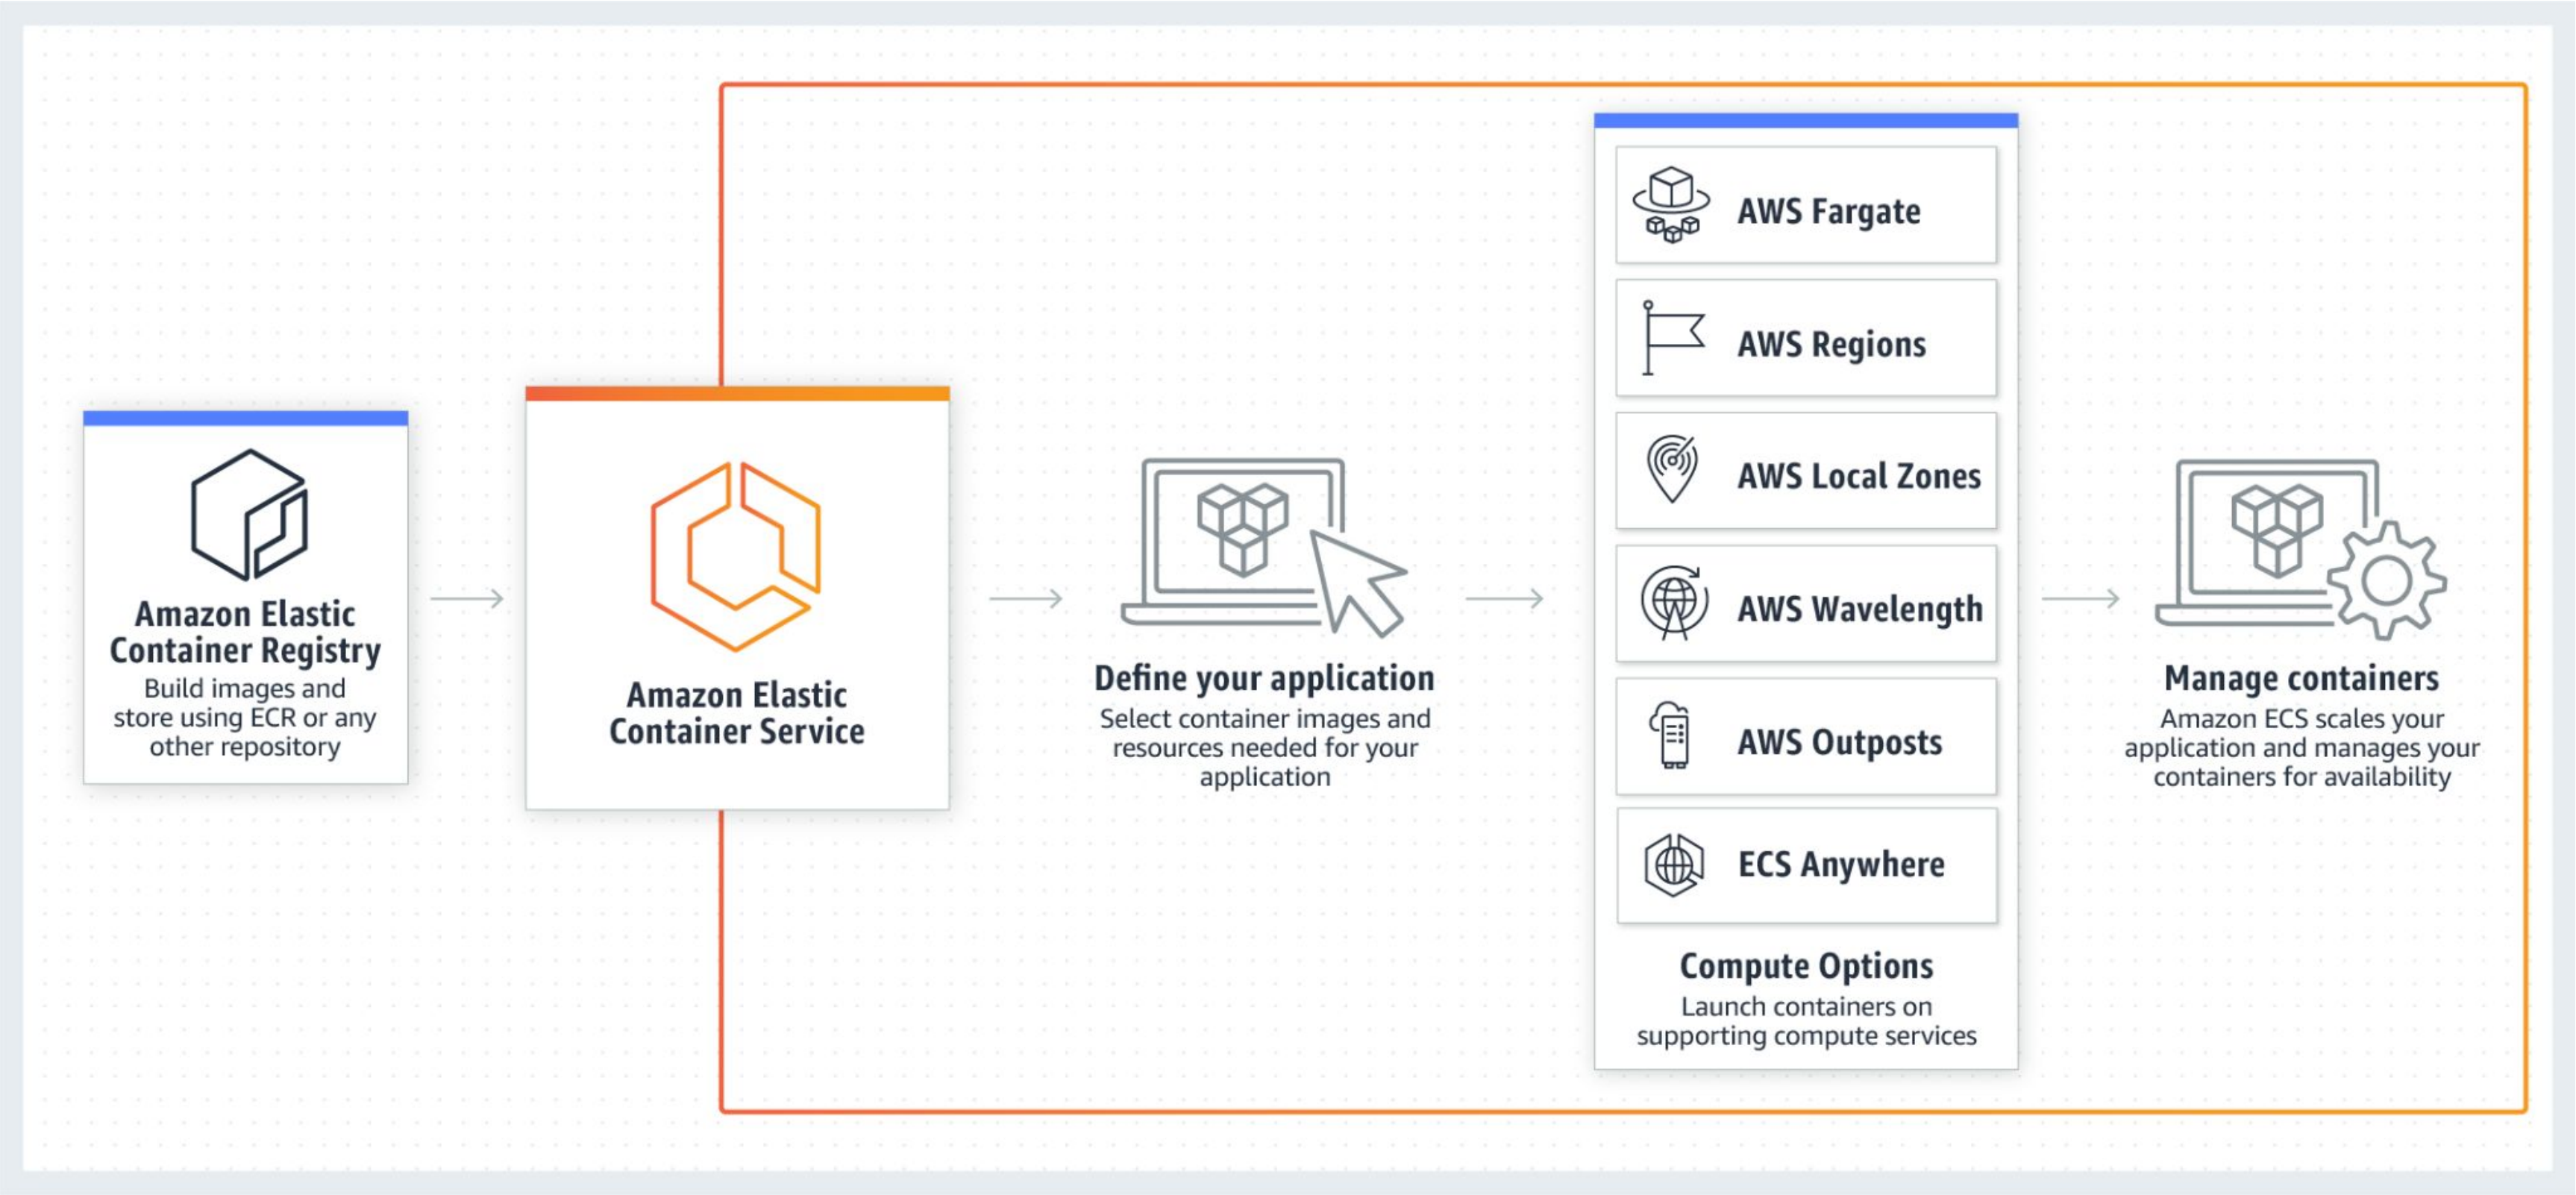 Amazon Elastic
Container Registry
Build images and
store using ECR or any
other repository
Amazon Elastic
Container Service
Define your application
Select container images and
resources needed for your
application
AWS Fargate
AWS Regions
AWS Local Zones
AWS Wavelength
AWS Outposts
ECS Anywhere
Compute Options
Launch containers on
supporting compute services
Manage containers
Amazon ECS scales your
application and manages your
containers for availability